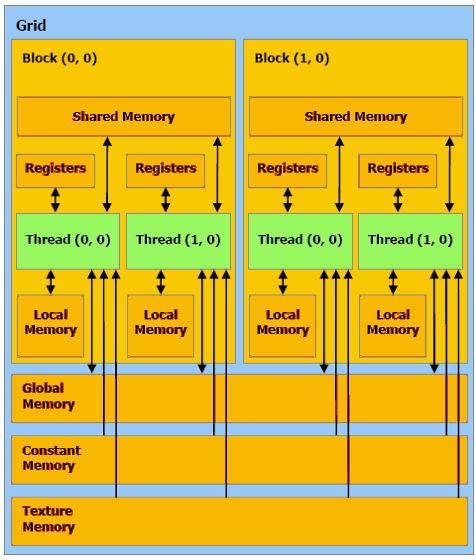 Grid
Block (0, 0)
Block (1, 0)
Shared Memory
Shared Memory
Registers
Registers
Registers
Registers
Thread (0, 0)
Thread (1, 0)
Thread (0, 0)
Thread (1, 0)
Local
Memory
Local
Memory
Local
Memory
Local
Memory
Global
Memory
Constant
Memory
Texture
Memory